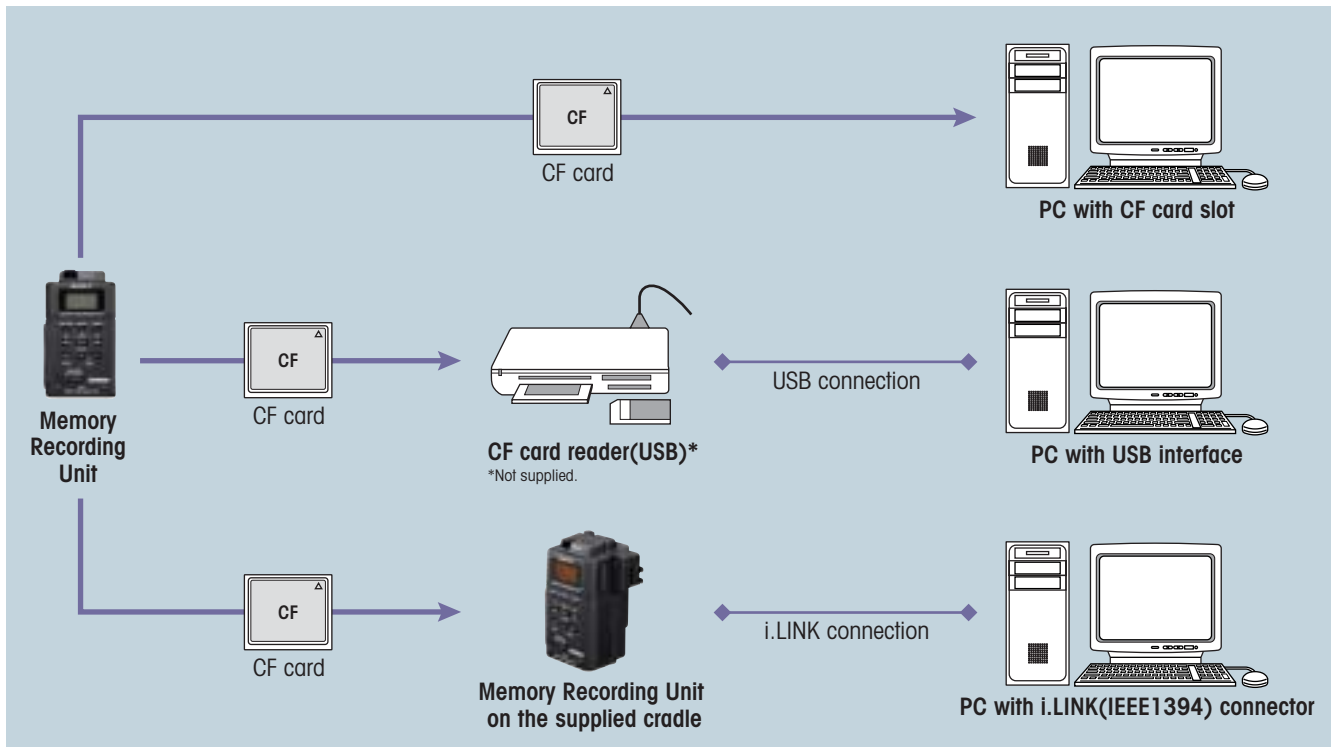 CF
CF card
PC with CF card slot
Memory
Recording
Unit
CF
CF card
CF card reader(USB)*
*Not supplied.
USB connection
PC with USB interface
CF
CF card
Memory Recording Unit
on the supplied cradle
i.LINK connection
PC with i.LINK(IEEE1394) connector